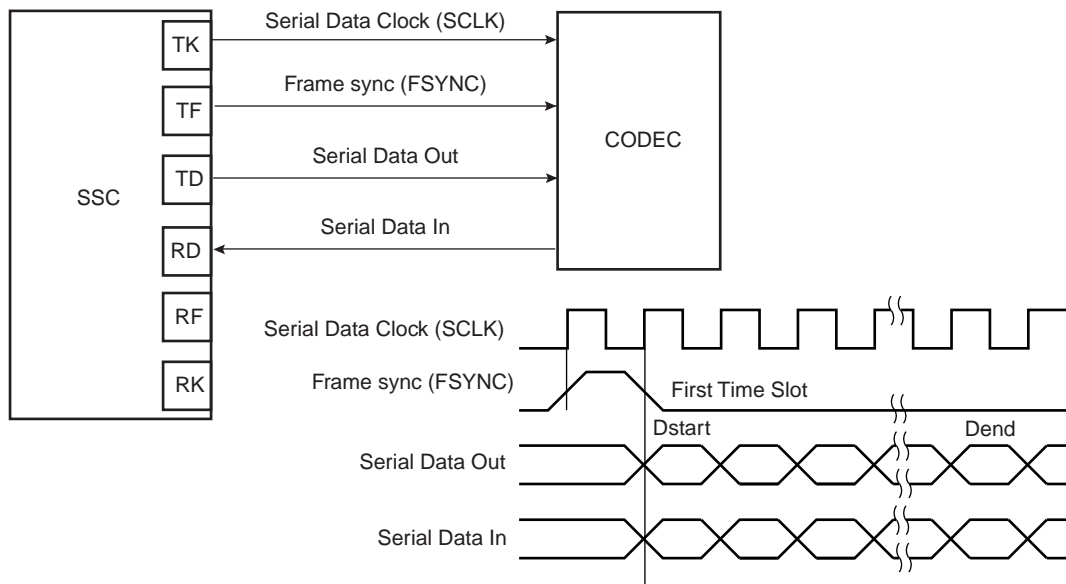 Serial Data Clock (SCLK)
TK
Frame sync (FSYNC)
TF
CODEC
Serial Data Out
TD
SSC
Serial Data In
RD
RF
Serial Data Clock (SCLK)
RK
Frame sync (FSYNC)
First Time Slot
Dstart
Dend
Serial Data Out
Serial Data In